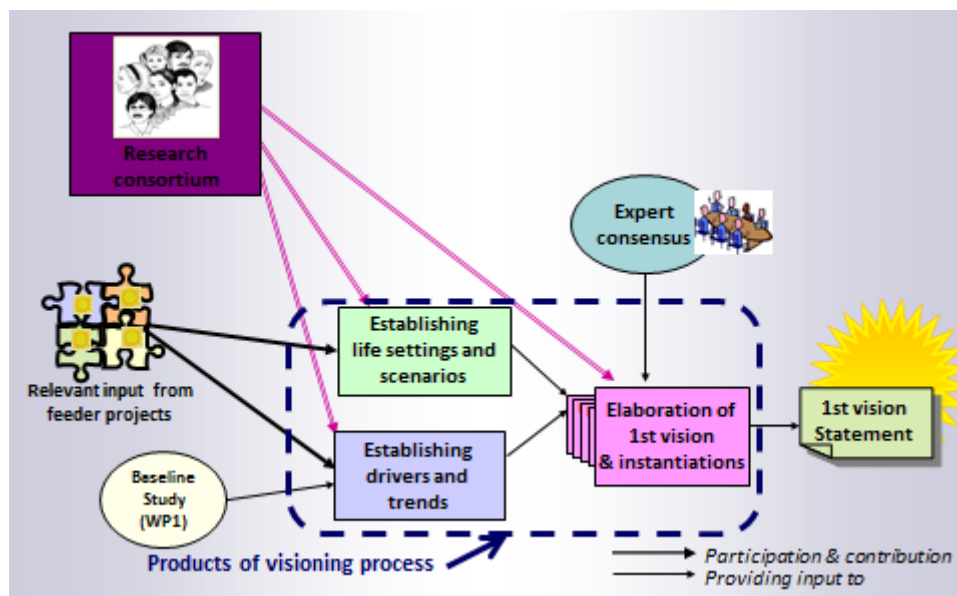 Research
consortium
Expert
consensus
Establishing
life settings and
scenarios
Relevant input from
feeder projects
Elaboration of
1st vision
& instantiations
1st vision
Statement
Establishing
drivers and
trends
Baseline
Study
(WP1)
Products of visioning process
Participation & contribution
Providing input to